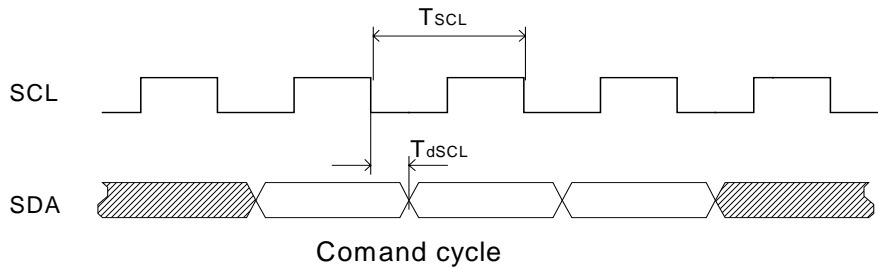 TSCL
SCL
TdSCL
SDA
Comand cycle